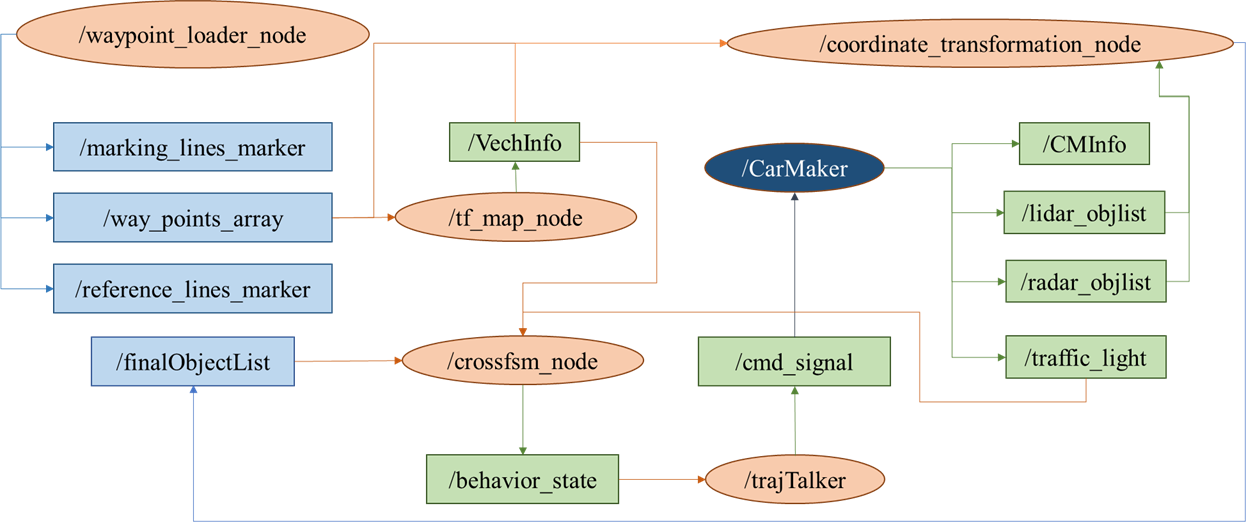 /waypoint_loader_node
/coordinate_transformation_node
/marking_lines_marker
/VechInfo
/CMInfo
/CarMaker
/way_points_array
/tf_map_node
/lidar_objlist
/reference_lines_marker
/radar_objlist
/finalObjectList
/crossfsm_node
/cmd_signal
/traffic_light
/behavior_state
/trajTalker